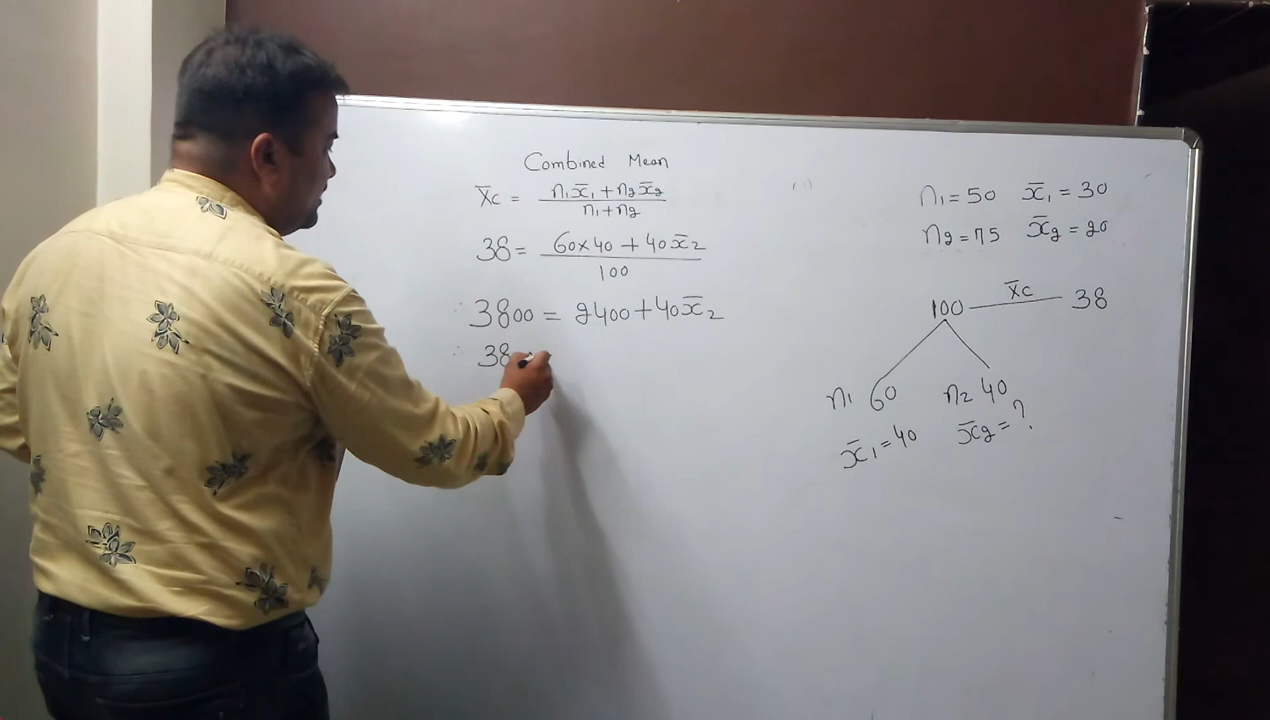 Combined Mean
x̄c = n1x̄1 + n2x̄2 / n1 + n2
38 = 60×40 + 40x̄2 / 100
∴ 3800 = 2400 + 40x̄2
∴ 38
n1 = 50 x̄1 = 30
n2 = 75 x̄2 = 20
100 x̄c 38
n1 60 n2 40
x̄1 = 40 x̄2 = ?